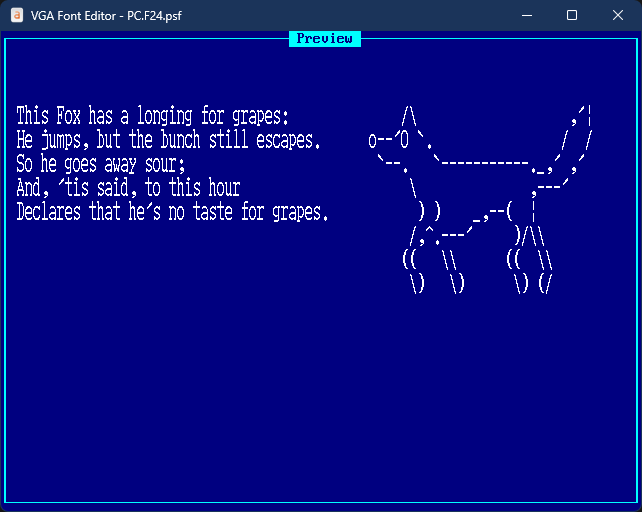 VGA Font Editor - PC.F24.psf
Preview
This Fox has a longing for grapes:
He jumps, but the bunch still escapes.
So he goes away sour;
And, 'tis said, to this hour
Declares that he's no taste for grapes.